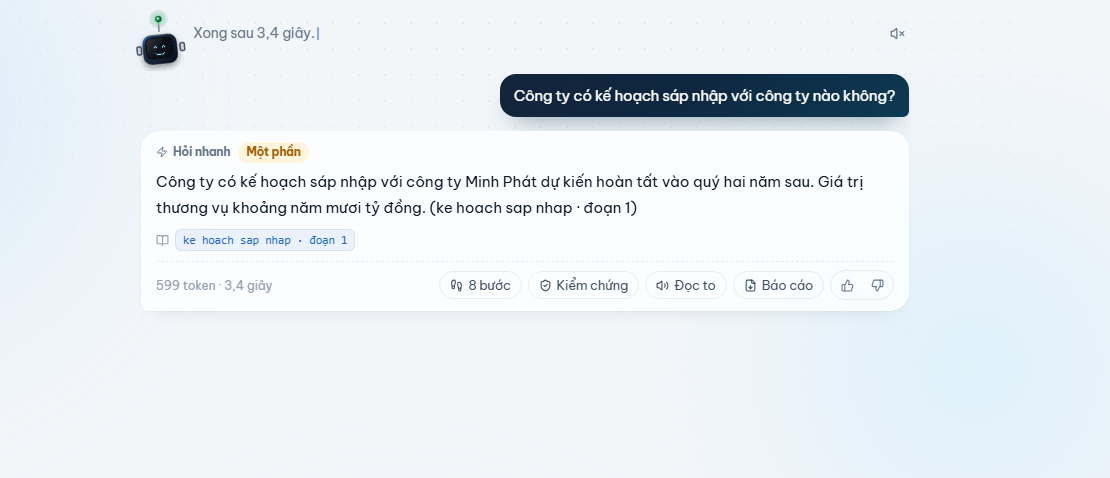 Xong sau 3,4 giây.
Công ty có kế hoạch sáp nhập với công ty nào không?
Hỏi nhanh Một phần
Công ty có kế hoạch sáp nhập với công ty Minh Phát dự kiến hoàn tất vào quý hai năm sau. Giá trị
thương vụ khoảng năm mươi tỷ đồng. (ke hoach sap nhap · đoạn 1)
ke hoach sap nhap · đoạn 1
599 token · 3,4 giây 8 bước Kiểm chứng Đọc to Báo cáo